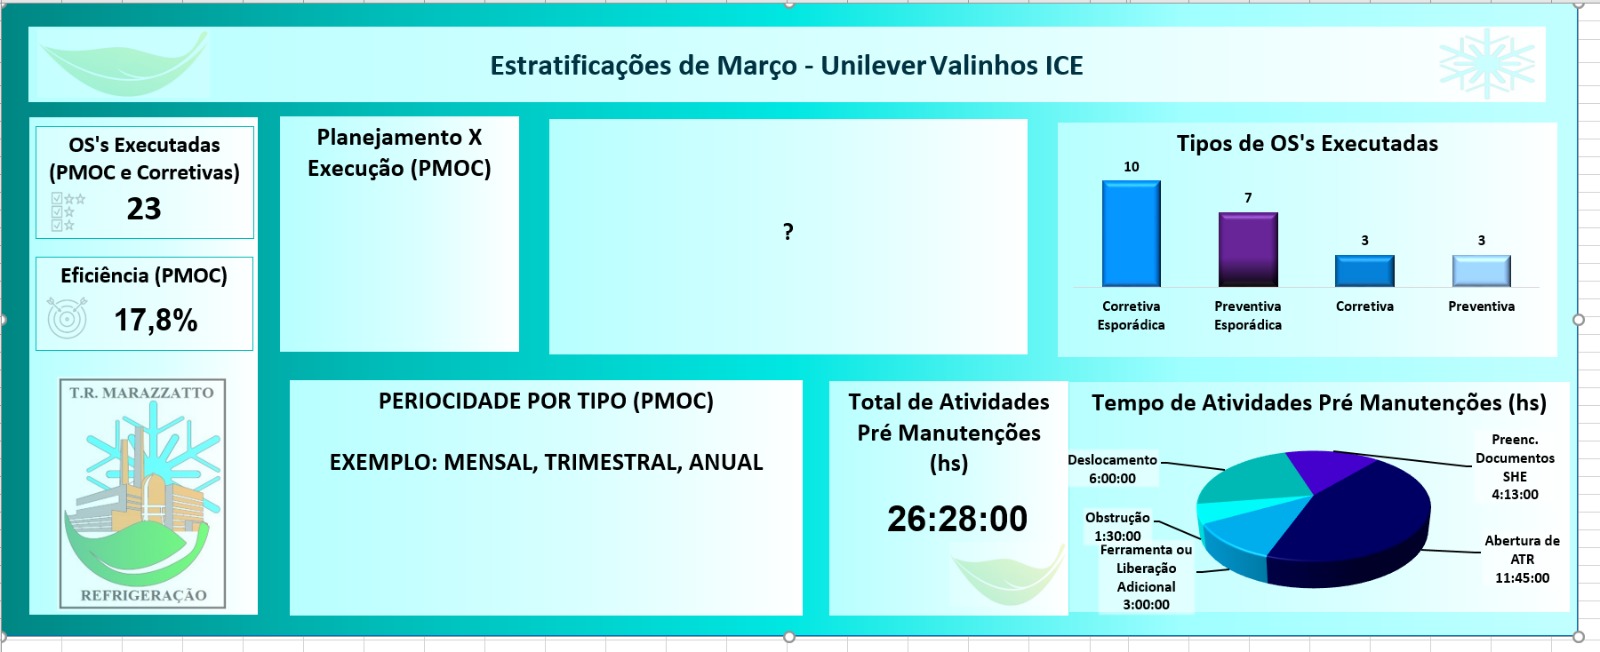 Estratificações de Março - Unilever Valinhos ICE
OS's Executadas
(PMOC e Corretivas)
23
Eficiência (PMOC)
17,8%
T.R. MARAZZATTO
REFRIGERAÇÃO
Planejamento X
Execução (PMOC)
?
Tipos de OS's Executadas
10
7
3
3
Corretiva
Esporádica
Preventiva
Esporádica
Corretiva
Preventiva
PERIOCIDADE POR TIPO (PMOC)
EXEMPLO: MENSAL, TRIMESTRAL, ANUAL
Total de Atividades
Pré Manutenções
(hs)
26:28:00
Tempo de Atividades Pré Manutenções (hs)
Deslocamento
6:00:00
Obstrução
1:30:00
Ferramenta ou
Liberação
Adicional
3:00:00
Preenc.
Documentos
SHE
4:13:00
Abertura de
ATR
11:45:00